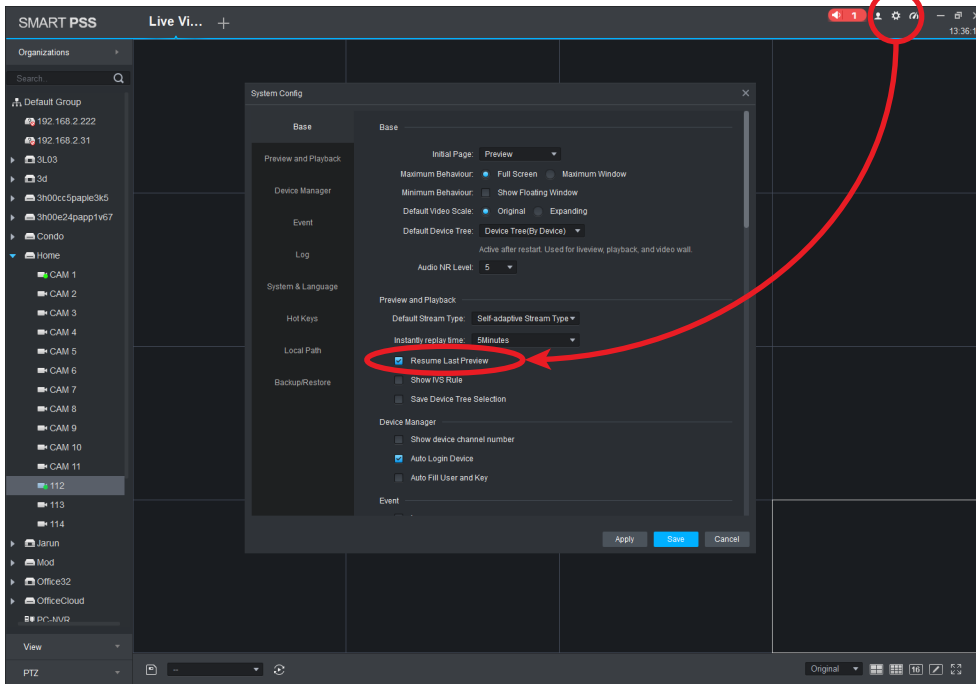 SMART PSS
Live Vi...
1
13:36:1
Organizations
Search..
Default Group
192.168.2.222
192.168.2.31
3L03
3d
3h00cc5paple3k5
3h00e24papp1v67
Condo
Home
CAM 1
CAM 2
CAM 3
CAM 4
CAM 5
CAM 6
CAM 7
CAM 8
CAM 9
CAM 10
CAM 11
112
113
114
Jarun
Mod
Office32
OfficeCloud
PC-NVR
View
PTZ
System Config
Base
Preview and Playback
Device Manager
Event
Log
System & Language
Hot Keys
Local Path
Backup/Restore
Base
Initial Page: Preview
Maximum Behaviour: Full Screen Maximum Window
Minimum Behaviour: Show Floating Window
Default Video Scale: Original Expanding
Default Device Tree: Device Tree(By Device)
Active after restart. Used for liveview, playback, and video wall.
Audio NR Level: 5
Preview and Playback
Default Stream Type: Self-adaptive Stream Type
Instantly replay time: 5Minutes
Resume Last Preview
Show IVS Rule
Save Device Tree Selection
Device Manager
Show device channel number
Auto Login Device
Auto Fill User and Key
Event
Apply Save Cancel
Original 16